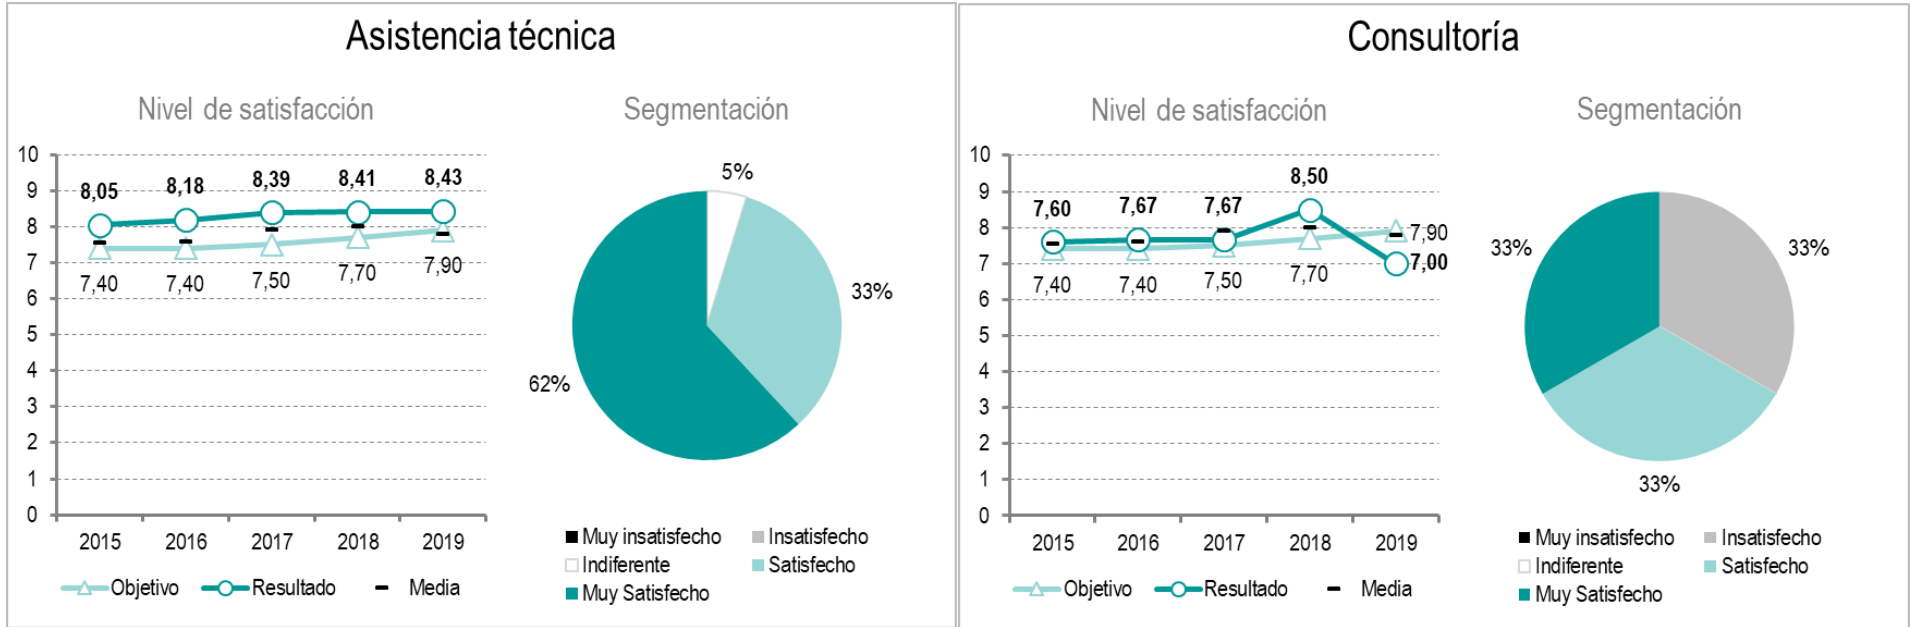 Asistencia técnica
Nivel de satisfacción
Segmentación
10
9
8
7
6
5
4
3
2
1
0
8,05
8,18
8,39
8,41
8,43
7,40
7,40
7,50
7,70
7,90
2015
2016
2017
2018
2019
Objetivo
Resultado
Media
5%
33%
62%
Muy insatisfecho
Insatisfecho
Indiferente
Satisfecho
Muy Satisfecho
Consultoría
Nivel de satisfacción
Segmentación
10
9
8
7
6
5
4
3
2
1
0
7,60
7,67
7,67
8,50
7,00
7,40
7,40
7,50
7,70
7,90
2015
2016
2017
2018
2019
Objetivo
Resultado
Media
33%
33%
33%
Muy insatisfecho
Insatisfecho
Indiferente
Satisfecho
Muy Satisfecho